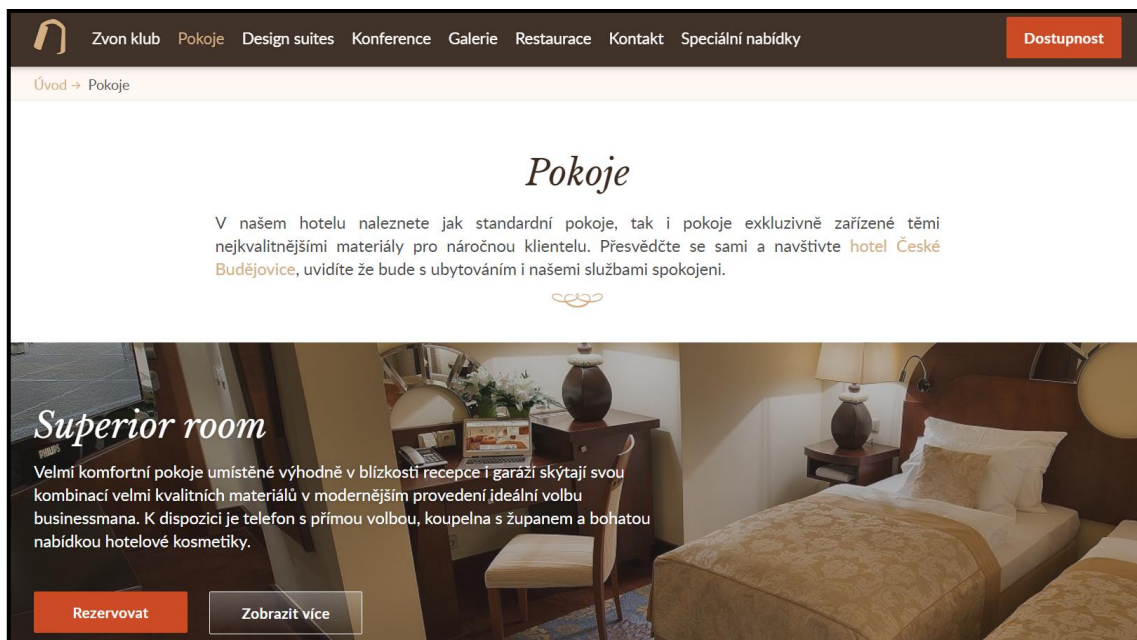 Zvon klub Pokoje Design suites Konference Galerie Restaurace Kontakt Speciální nabídky Dostupnost
Úvod → Pokoje
Pokoje
V našem hotelu naleznete jak standardní pokoje, tak i pokoje exkluzivně zařízené těmi
nejkvalitnějšími materiály pro náročnou klientelu. Přesvědčte se sami a navštivte hotel České
Budějovice, uvidíte že bude s ubytováním i našemi službami spokojeni.
Superior room
PHILIPS
Velmi komfortní pokoje umístěné výhodně v blízkosti recepce i garáží skýtají svou
kombinací velmi kvalitních materiálů v modernějším provedení ideální volbu
businessmana. K dispozici je telefon s přímou volbou, koupelna s županem a bohatou
nabídkou hotelové kosmetiky.
Rezervovat Zobrazit více